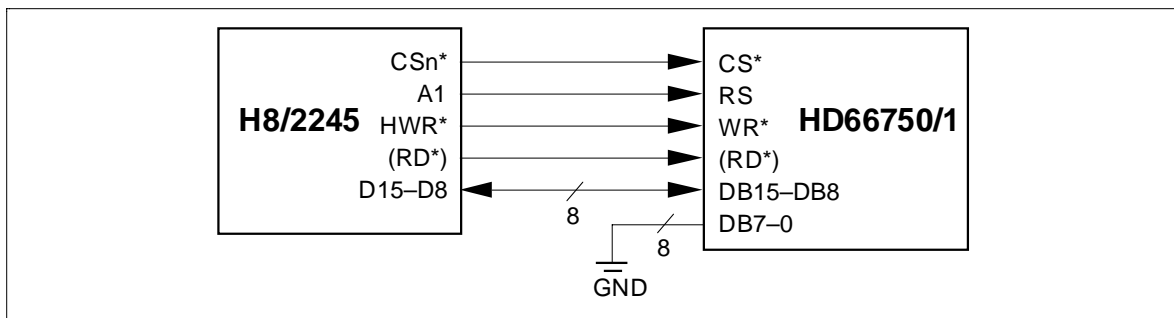 CSn*
A1
H8/2245
HWR*
(RD*)
D15–D8
CS*
RS
WR*
HD66750/1
(RD*)
DB15–DB8
DB7–0
8
8
GND